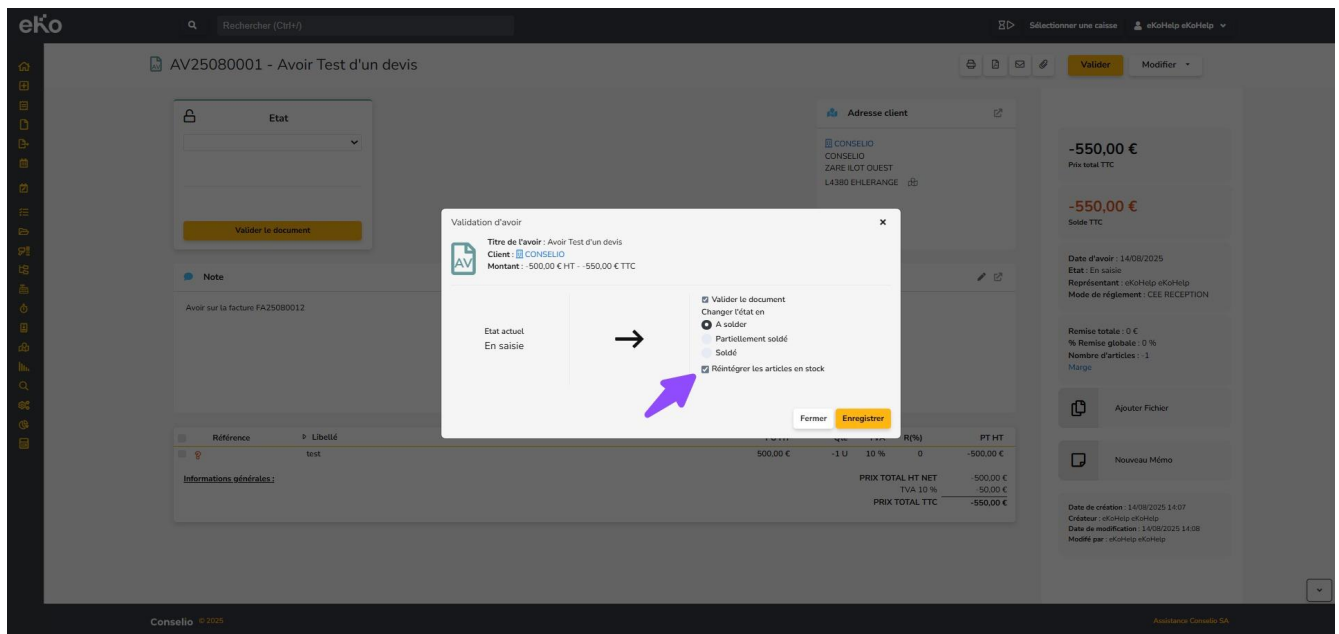 eKo
Rechercher (Ctrl+/)
Sélectionner une caisse
eKoHelp eKoHelp
AV25080001 - Avoir Test d'un devis
Valider
Modifier
Etat
Valider le document
Adresse client
CONSELIO
CONSELIO
ZARE ILOT OUEST
L4380 EHLERANGE
-550,00 €
Prix total TTC
-550,00 €
Solde TTC
Date d'avoir : 14/08/2025
Etat : En saisie
Représentant : eKoHelp eKoHelp
Mode de réglement : CEE RECEPTION
Remise totale : 0 €
% Remise globale : 0 %
Nombre d'articles : -1
Marge
Ajouter Fichier
Nouveau Mémo
Date de création : 14/08/2025 14:07
Créateur : eKoHelp eKoHelp
Date de modification : 14/08/2025 14:08
Modifié par : eKoHelp eKoHelp
Note
Avoir sur la facture FA25080012
Validation d'avoir
AV
Titre de l'avoir : Avoir Test d'un devis
Client : CONSELIO
Montant : -500,00 € HT - -550,00 € TTC
Etat actuel
En saisie
Valider le document
Changer l'état en
A solder
Partiellement soldé
Soldé
Réintégrer les articles en stock
Fermer
Enregistrer
Référence Libellé R(%) PT HT
test 500,00 € -1 U 10 % 0 -500,00 €
Informations générales :
PRIX TOTAL HT NET -500,00 €
TVA 10 % -50,00 €
PRIX TOTAL TTC -550,00 €
Conselio © 2025
Assistance Conselio SA